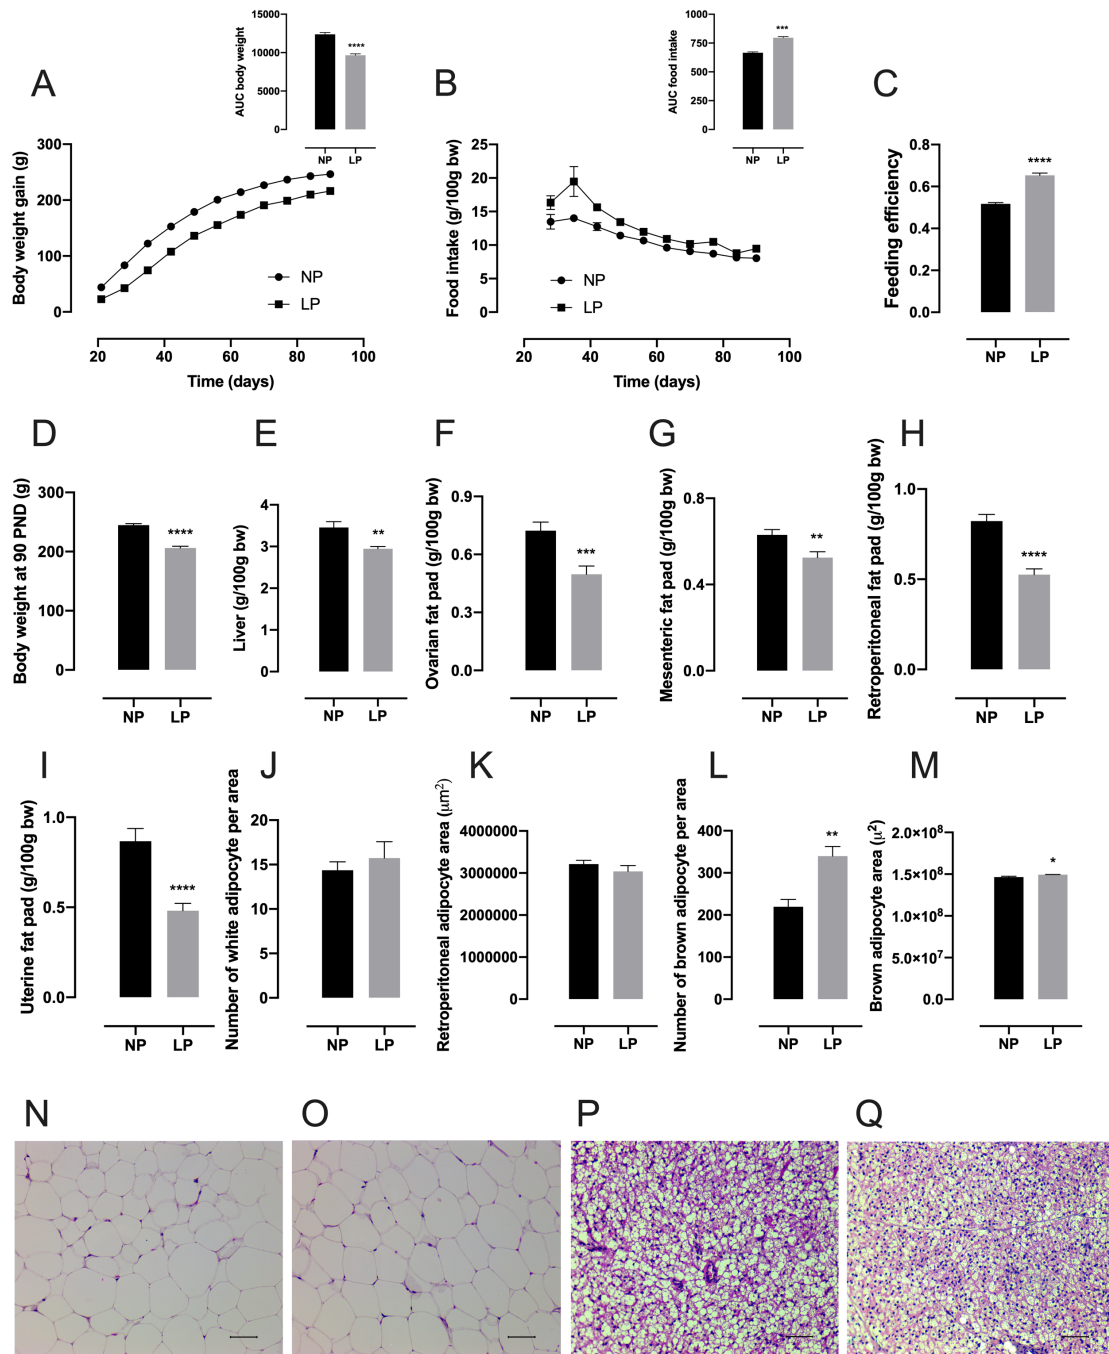 A
AUC body weight
15000
10000
5000
0
****
NP LP
Body weight gain (g)
300
200
100
0
NP
LP
20 40 60 80 100
Time (days)
B
AUC food intake
1000
750
500
250
0
***
NP LP
Food intake (g/100g bw)
25
20
15
10
5
0
NP
LP
20 40 60 80 100
Time (days)
C
Feeding efficiency
0.8
0.6
0.4
0.2
0.0
****
NP LP
D
Body weight at 90 PND (g)
300
200
100
0
****
NP LP
E
Liver (g/100g bw)
4
3
2
1
0
**
NP LP
F
Ovarian fat pad (g/100g bw)
0.9
0.6
0.3
0.0
***
NP LP
G
Mesenteric fat pad (g/100g bw)
0.8
0.4
0.0
**
NP LP
H
Retroperitoneal fat pad (g/100g bw)
1.0
0.5
0.0
****
NP LP
I
Uterine fat pad (g/100g bw)
1.0
0.5
0.0
****
NP LP
J
Number of white adipocyte per area
20
15
10
5
0
NP LP
K
Retroperitoneal adipocyte area (μm²)
4000000
3000000
2000000
1000000
0
NP LP
L
Number of brown adipocyte per area
400
300
200
100
0
**
NP LP
M
Brown adipocyte area (μ²)
2.0×10⁸
1.5×10⁸
1.0×10⁸
5.0×10⁷
0.0
*
NP LP
N
O
P
Q